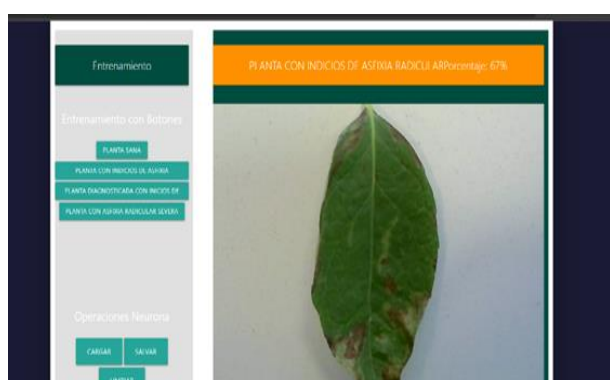 Entrenamiento
PLANTA CON INDICIOS DE ASFIXIA RADICULARPorcentaje: 67%
Entrenamiento con Botones
PLANTA SANA
PLANTA CON INDICIOS DE ASFIXIA
PLANTA DIAGNOSTICADA CON INICIOS DE
PLANTA CON ASFIXIA RADICULAR SEVERA
Operaciones Neurona
CARGAR
SALVAR